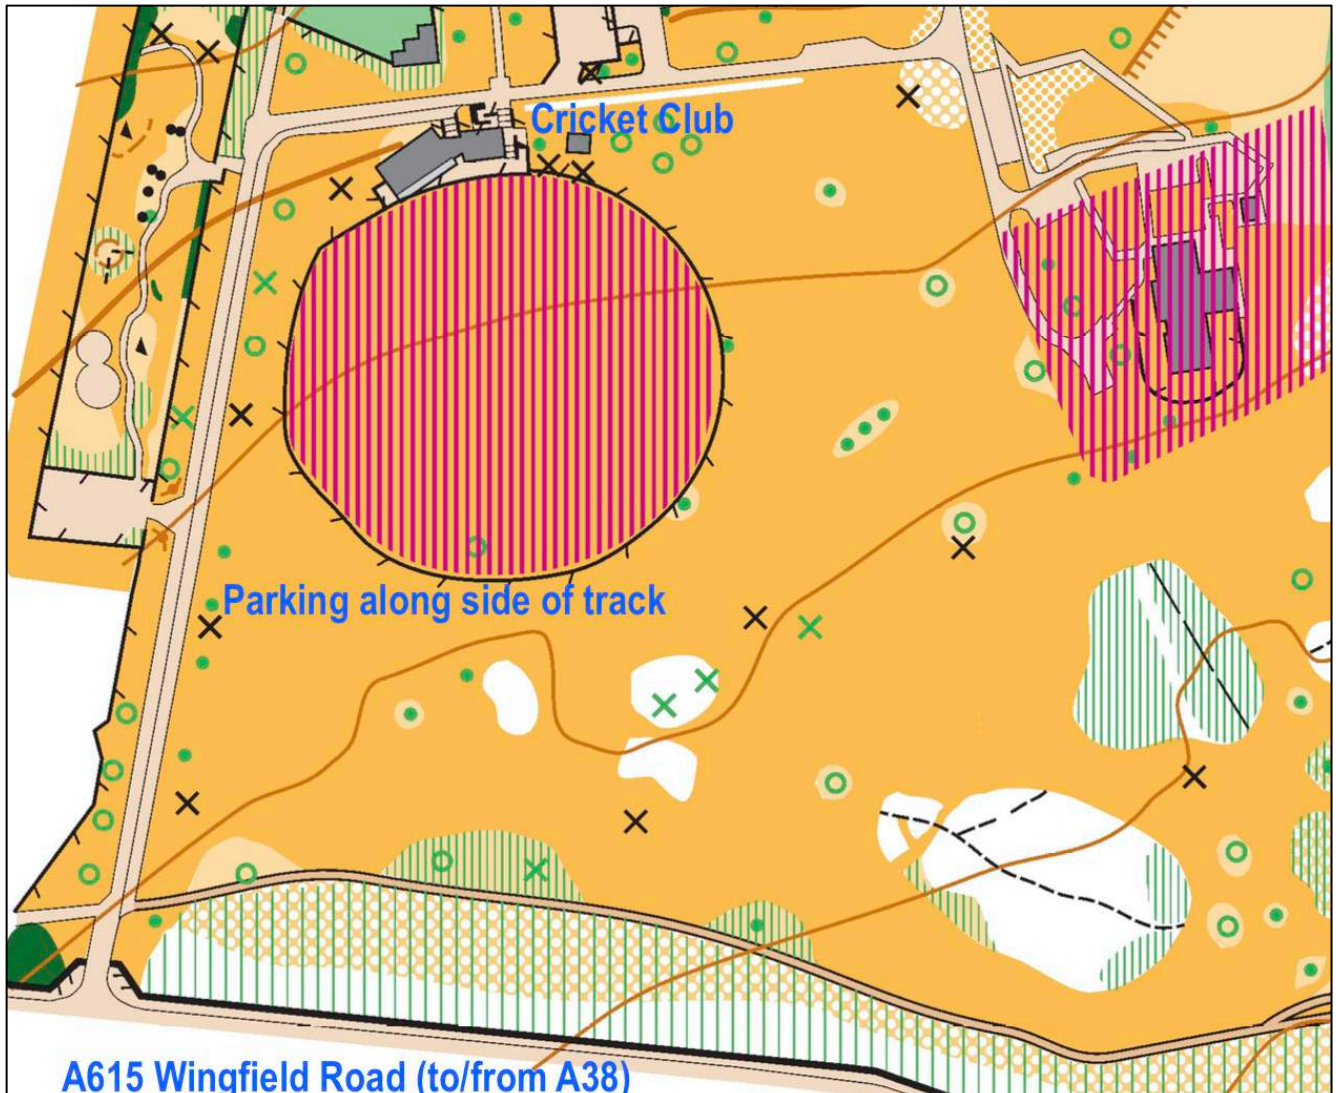 Cricket Club
Parking along side of track
A615 Wingfield Road (to/from A38)